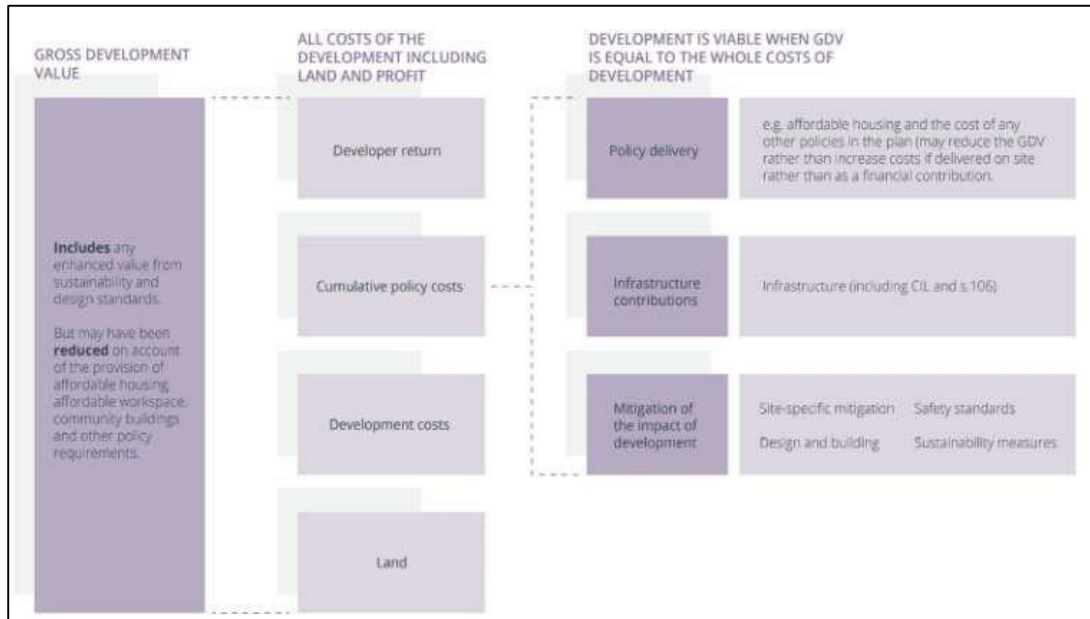 GROSS DEVELOPMENT
VALUE
Includes any
enhanced value from
sustainability and
design standards.
But may have been
reduced on account
of the provision of
affordable housing,
affordable workspace,
community buildings
and other policy
requirements.
ALL COSTS OF THE
DEVELOPMENT INCLUDING
LAND AND PROFIT
Developer return
Cumulative policy costs
Development costs
Land
DEVELOPMENT IS VIABLE WHEN GDV
IS EQUAL TO THE WHOLE COSTS OF
DEVELOPMENT
Policy delivery
e.g. affordable housing and the cost of any
other policies in the plan (may reduce the GDV
rather than increase costs if delivered on site
rather than as a financial contribution.
Infrastructure
contributions
Infrastructure (including CIL and s.106)
Mitigation of
the impact of
development
Site-specific mitigation Safety standards
Design and building Sustainability measures